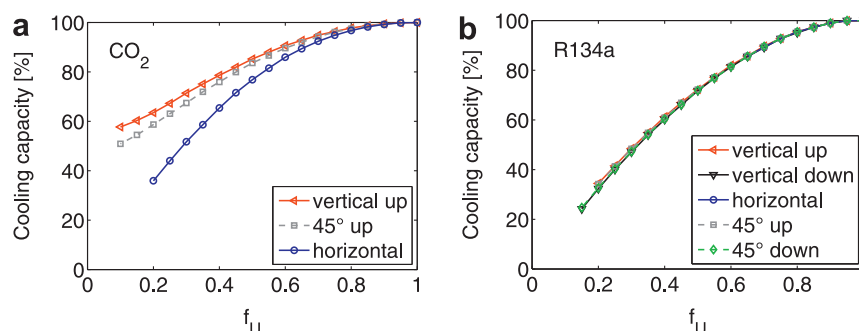 a
CO2
Cooling capacity [%]
100
80
60
40
20
0
0
0.2
0.4
0.6
0.8
1
fU
vertical up
45° up
horizontal
b
R134a
Cooling capacity [%]
100
80
60
40
20
0
0
0.2
0.4
0.6
0.8
fU
vertical up
vertical down
horizontal
45° up
45° down